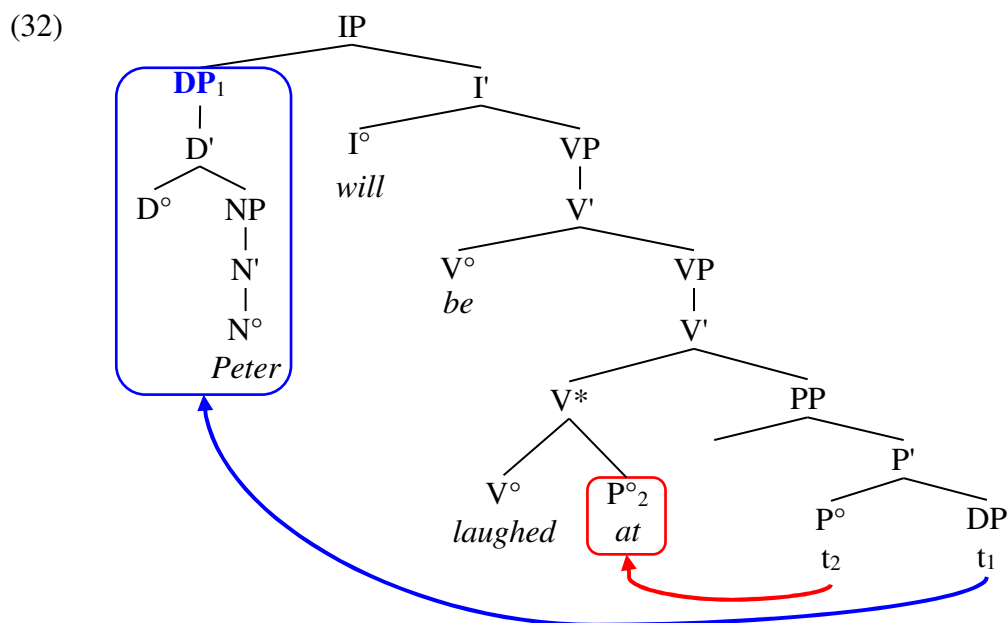 (32) IP
DP1 I'
D' I° VP
will
D° NP V'
N' V° VP
be
N° V'
Peter
V* PP
P'
V° P°2 P° DP
laughed at
t2 t1